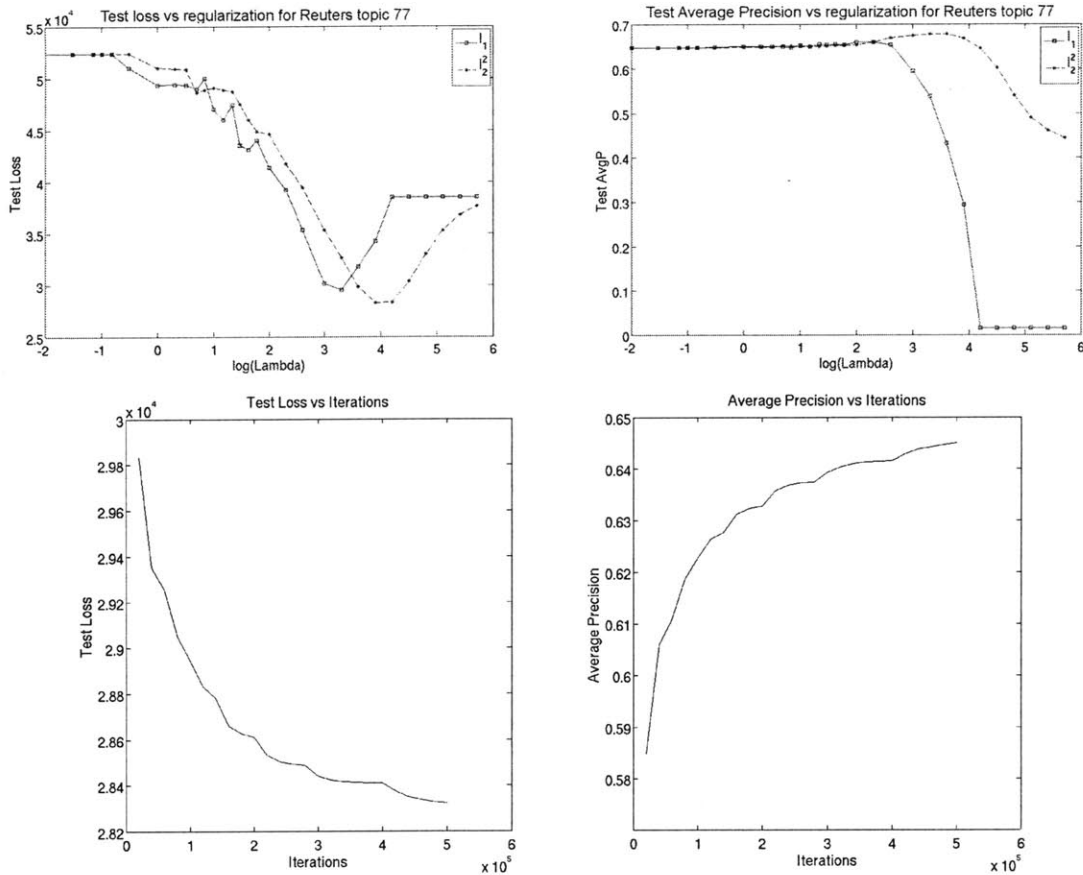 Test loss vs regularization for Reuters topic 77
x 10^4
5.5
5
4.5
4
3.5
3
2.5
Test Loss
-2 -1 0 1 2 3 4 5 6
log(Lambda)
l_1
l_2^2
Test Average Precision vs regularization for Reuters topic 77
0.7
0.6
0.5
0.4
0.3
0.2
0.1
0
Test AvgP
-2 -1 0 1 2 3 4 5 6
log(Lambda)
l_1
l_2^2
Test Loss vs Iterations
x 10^4
3
2.98
2.96
2.94
2.92
2.9
2.88
2.86
2.84
2.82
Test Loss
0 1 2 3 4 5 6
Iterations
x 10^5
Average Precision vs Iterations
0.65
0.64
0.63
0.62
0.61
0.6
0.59
0.58
Average Precision
0 1 2 3 4 5 6
Iterations
x 10^5